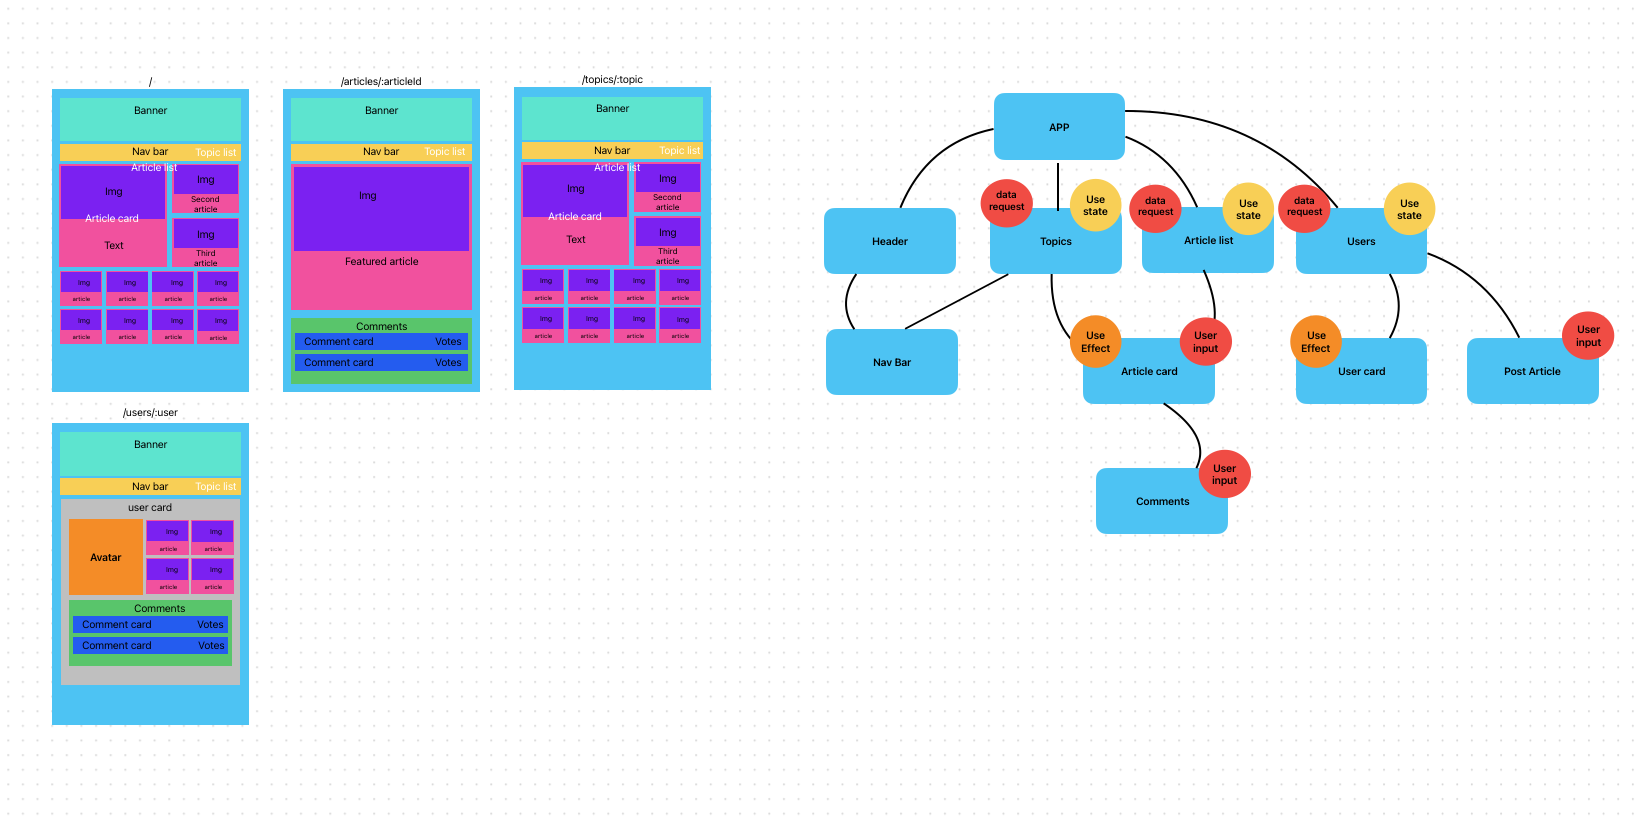 /
Banner
Nav bar
Topic list
Article list
Img
Article card
Text
Img
Second
article
Img
Third
article
Img
Img
Img
Img
article
article
article
article
Img
Img
Img
Img
article
article
article
article
/articles/:articleId
Banner
Nav bar
Topic list
Img
Featured article
Comments
Comment card
Votes
Comment card
Votes
/topics/:topic
Banner
Nav bar
Topic list
Article list
Img
Article card
Text
Img
Second
article
Img
Third
article
Img
Img
Img
Img
article
article
article
article
Img
Img
Img
Img
article
article
article
article
/users/:user
Banner
Nav bar
Topic list
user card
Avatar
Img
Img
article
article
Img
Img
article
article
Comments
Comment card
Votes
Comment card
Votes
APP
Header
data
request
Use
state
Topics
data
request
Use
state
Article list
data
request
Use
state
Users
Nav Bar
Use
Effect
User
input
Article card
Use
Effect
User card
User
input
Post Article
User
input
Comments